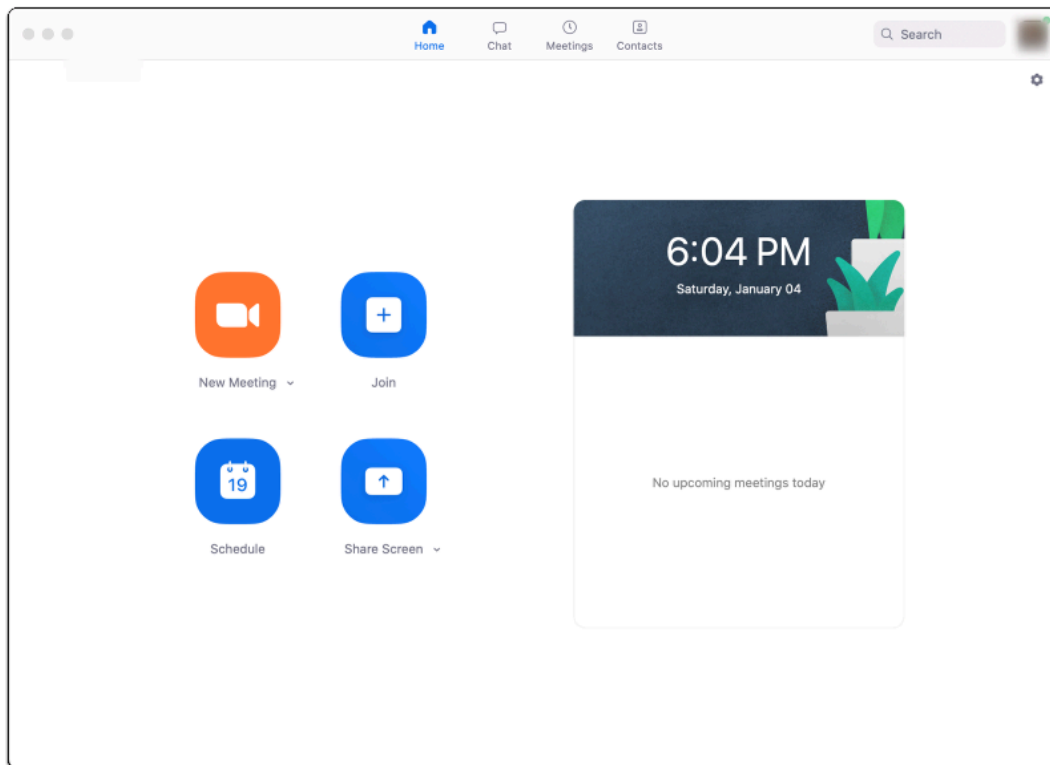 Home
Chat
Meetings
Contacts
Search
6:04 PM
Saturday, January 04
New Meeting
Join
19
Schedule
Share Screen
No upcoming meetings today